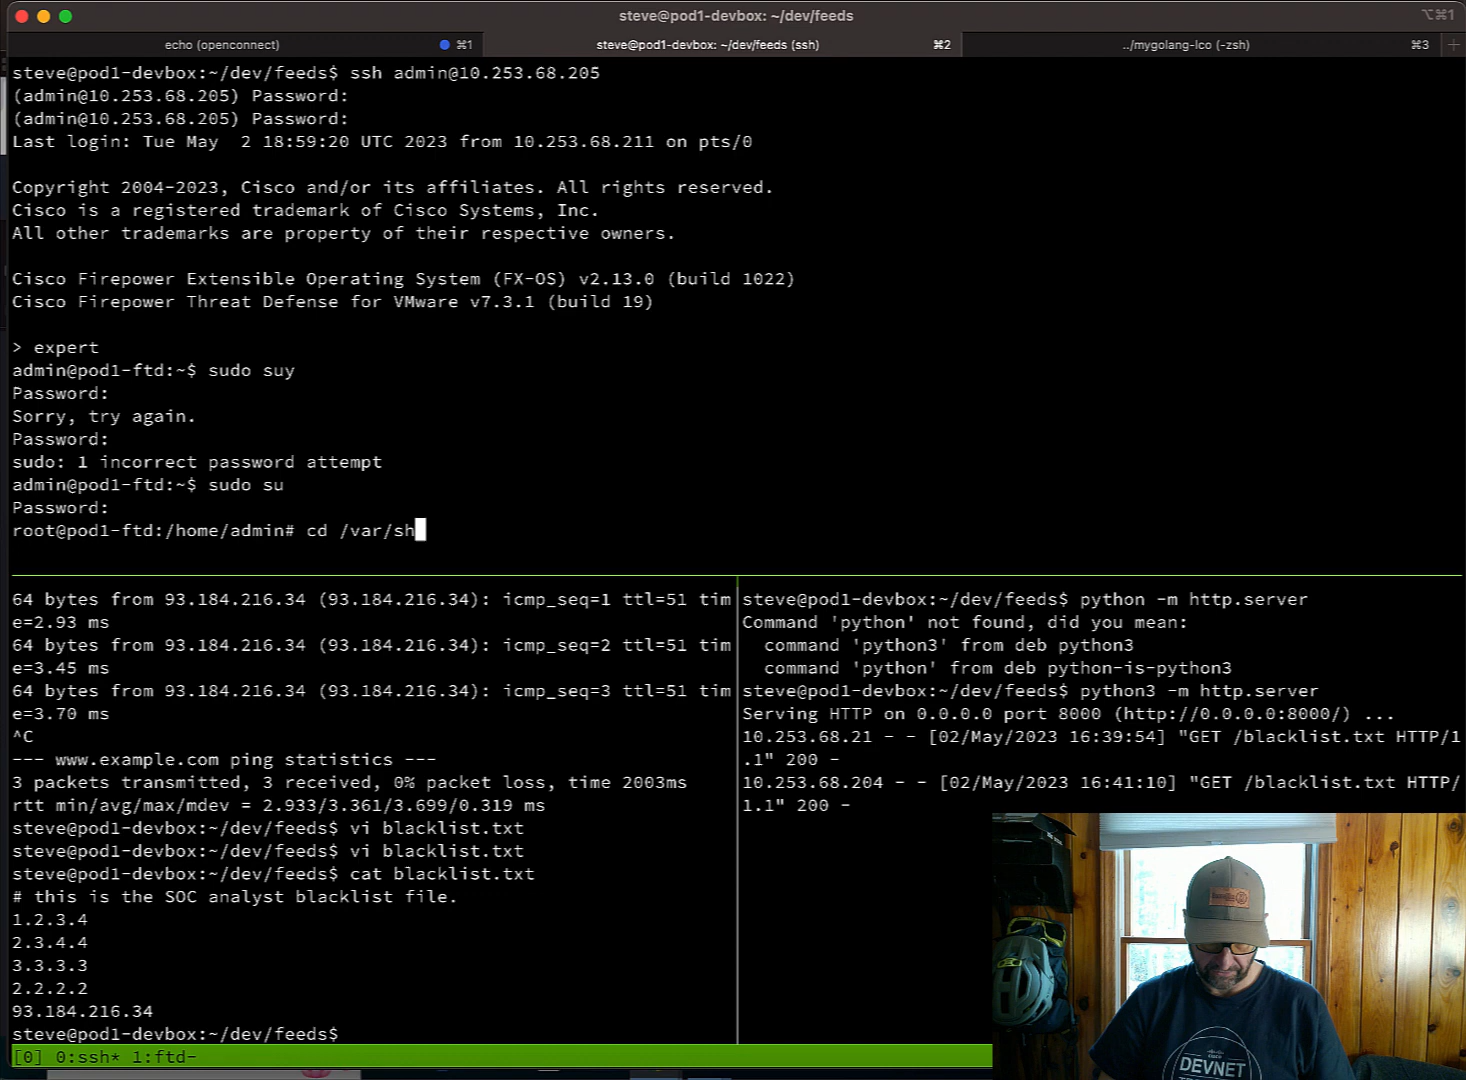 steve@pod1-devbox: ~/dev/feeds
⌥⌘1
echo (openconnect) ⌘1
steve@pod1-devbox: ~/dev/feeds (ssh) ⌘2
../mygolang-lco (-zsh) ⌘3
steve@pod1-devbox:~/dev/feeds$ ssh admin@10.253.68.205
(admin@10.253.68.205) Password:
(admin@10.253.68.205) Password:
Last login: Tue May  2 18:59:20 UTC 2023 from 10.253.68.211 on pts/0
Copyright 2004-2023, Cisco and/or its affiliates. All rights reserved.
Cisco is a registered trademark of Cisco Systems, Inc.
All other trademarks are property of their respective owners.
Cisco Firepower Extensible Operating System (FX-OS) v2.13.0 (build 1022)
Cisco Firepower Threat Defense for VMware v7.3.1 (build 19)
> expert
admin@pod1-ftd:~$ sudo suy
Password:
Sorry, try again.
Password:
sudo: 1 incorrect password attempt
admin@pod1-ftd:~$ sudo su
Password:
root@pod1-ftd:/home/admin# cd /var/sh
64 bytes from 93.184.216.34 (93.184.216.34): icmp_seq=1 ttl=51 tim
e=2.93 ms
64 bytes from 93.184.216.34 (93.184.216.34): icmp_seq=2 ttl=51 tim
e=3.45 ms
64 bytes from 93.184.216.34 (93.184.216.34): icmp_seq=3 ttl=51 tim
e=3.70 ms
^C
--- www.example.com ping statistics ---
3 packets transmitted, 3 received, 0% packet loss, time 2003ms
rtt min/avg/max/mdev = 2.933/3.361/3.699/0.319 ms
steve@pod1-devbox:~/dev/feeds$ vi blacklist.txt
steve@pod1-devbox:~/dev/feeds$ vi blacklist.txt
steve@pod1-devbox:~/dev/feeds$ cat blacklist.txt
# this is the SOC analyst blacklist file.
1.2.3.4
2.3.4.4
3.3.3.3
2.2.2.2
93.184.216.34
steve@pod1-devbox:~/dev/feeds$
steve@pod1-devbox:~/dev/feeds$ python -m http.server
Command 'python' not found, did you mean:
  command 'python3' from deb python3
  command 'python' from deb python-is-python3
steve@pod1-devbox:~/dev/feeds$ python3 -m http.server
Serving HTTP on 0.0.0.0 port 8000 (http://0.0.0.0:8000/) ...
10.253.68.21 - - [02/May/2023 16:39:54] "GET /blacklist.txt HTTP/1
.1" 200 -
10.253.68.204 - - [02/May/2023 16:41:10] "GET /blacklist.txt HTTP/
1.1" 200 -
[0] 0:ssh* 1:ftd-
DEVNET